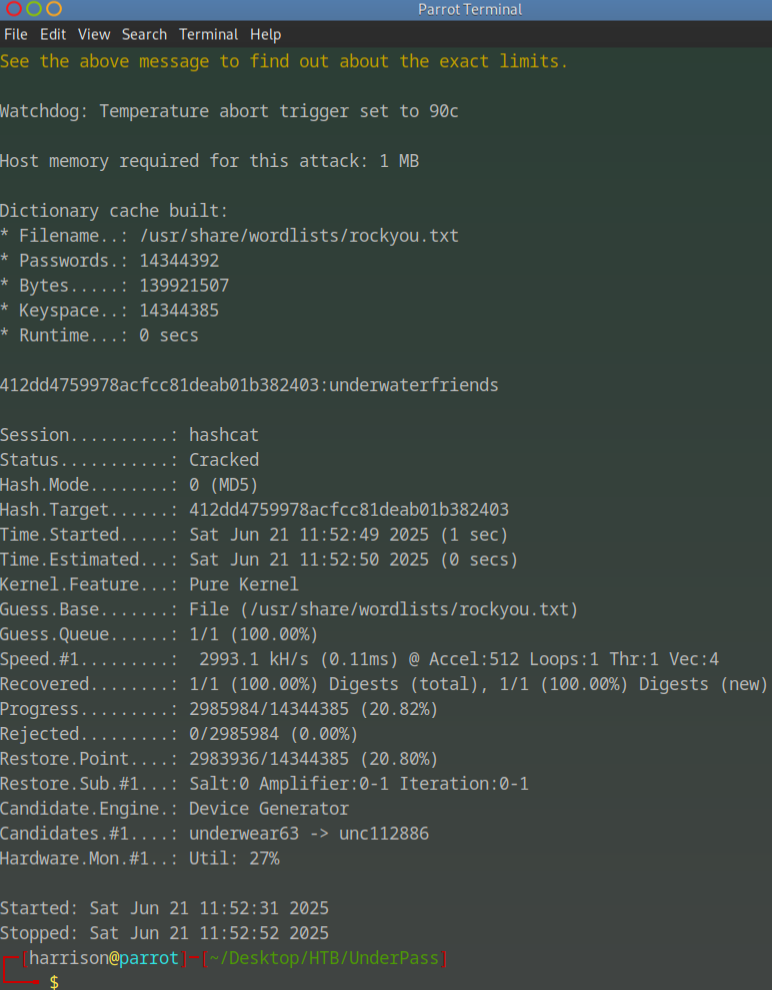 Parrot Terminal
File Edit View Search Terminal Help
See the above message to find out about the exact limits.
Watchdog: Temperature abort trigger set to 90c
Host memory required for this attack: 1 MB
Dictionary cache built:
* Filename..: /usr/share/wordlists/rockyou.txt
* Passwords.: 14344392
* Bytes.....: 139921507
* Keyspace..: 14344385
* Runtime...: 0 secs
412dd4759978acfcc81deab01b382403:underwaterfriends
Session..........: hashcat
Status...........: Cracked
Hash.Mode........: 0 (MD5)
Hash.Target......: 412dd4759978acfcc81deab01b382403
Time.Started.....: Sat Jun 21 11:52:49 2025 (1 sec)
Time.Estimated...: Sat Jun 21 11:52:50 2025 (0 secs)
Kernel.Feature...: Pure Kernel
Guess.Base.......: File (/usr/share/wordlists/rockyou.txt)
Guess.Queue......: 1/1 (100.00%)
Speed.#1.........:  2993.1 kH/s (0.11ms) @ Accel:512 Loops:1 Thr:1 Vec:4
Recovered........: 1/1 (100.00%) Digests (total), 1/1 (100.00%) Digests (new)
Progress.........: 2985984/14344385 (20.82%)
Rejected.........: 0/2985984 (0.00%)
Restore.Point....: 2983936/14344385 (20.80%)
Restore.Sub.#1...: Salt:0 Amplifier:0-1 Iteration:0-1
Candidate.Engine.: Device Generator
Candidates.#1....: underwear63 -> unc112886
Hardware.Mon.#1..: Util: 27%
Started: Sat Jun 21 11:52:31 2025
Stopped: Sat Jun 21 11:52:52 2025
┌─[harrison@parrot]─[~/Desktop/HTB/UnderPass]
└──╼ $